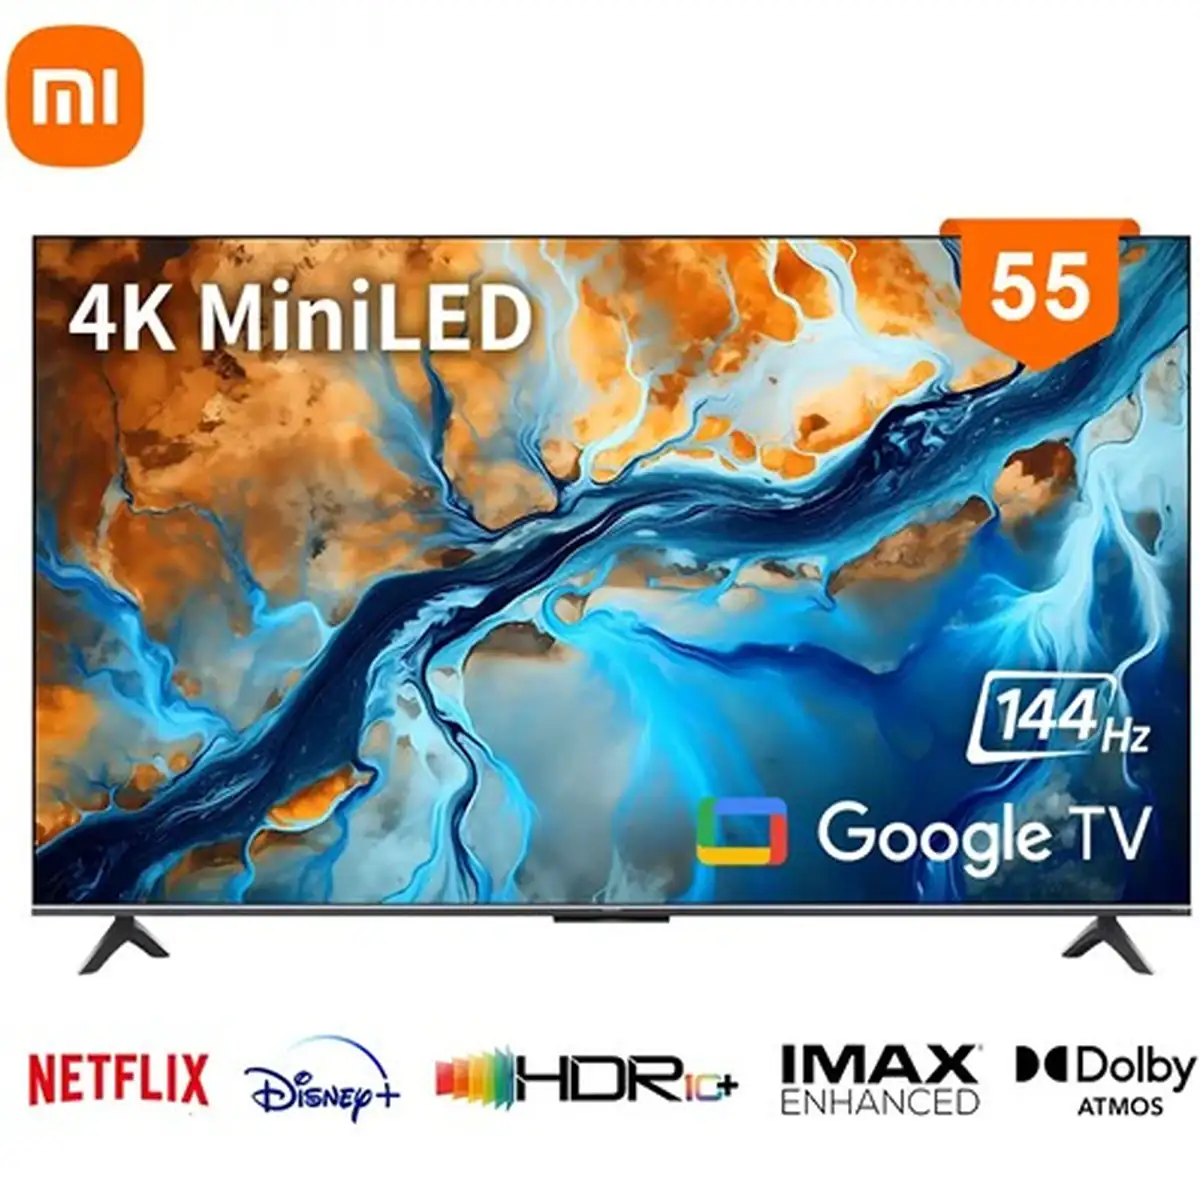 mi
55
4K MiniLED
144Hz
Google TV
NETFLIX
Disney+
HDR10+
IMAX
ENHANCED
Dolby
ATMOS